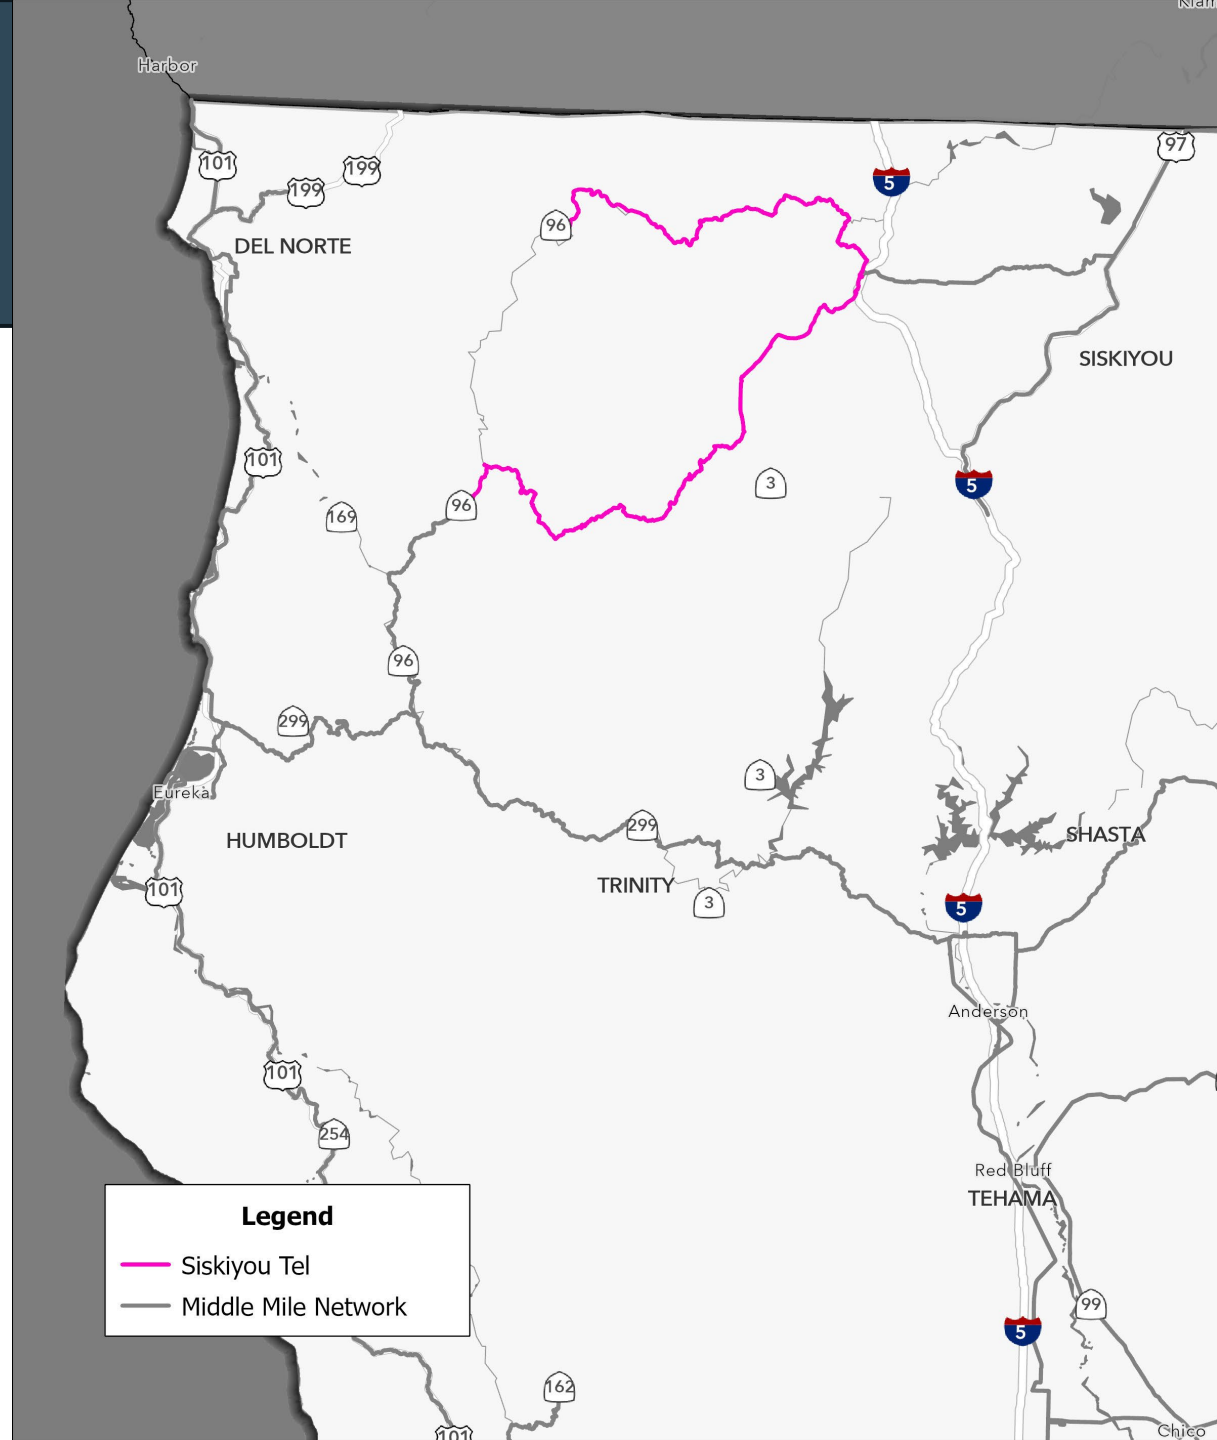 Harbor
101
199
199
5
97
DEL NORTE
96
SISKIYOU
101
3
5
169
96
96
299
3
Eureka
299
SHASTA
HUMBOLDT
TRINITY
101
3
5
Anderson
101
254
Red Bluff
TEHAMA
Legend
Siskiyou Tel
Middle Mile Network
99
5
162
101
Chico